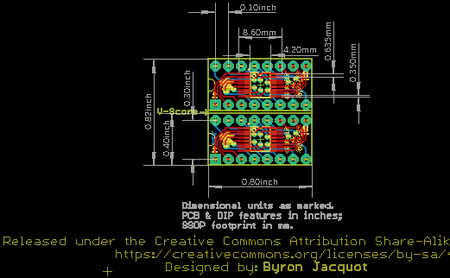 0.10inch
8.60mm
4.20mm
0.635mm
0.350mm
0.30inch
V-Score
0.82inch
0.40inch
0.80inch
Dimensional units as marked.
PCB & DIP features in inches;
SSOP footprint in mm.
Released under the Creative Commons Attribution Share-Alik
https://creativecommons.org/licenses/by-sa/4
Designed by: Byron Jacquot